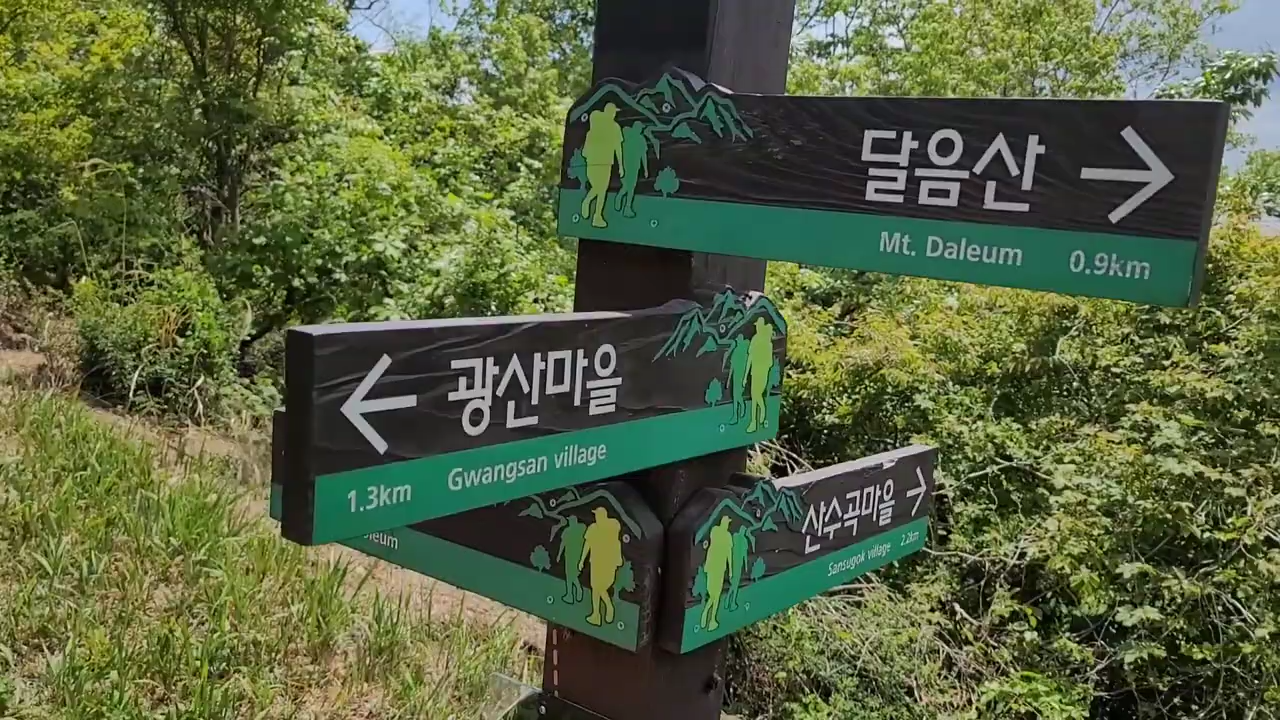 달음산 →
Mt. Daleum 0.9km
← 광산마을
1.3km Gwangsan village
산수곡마을 →
Sansugok village 2.2km